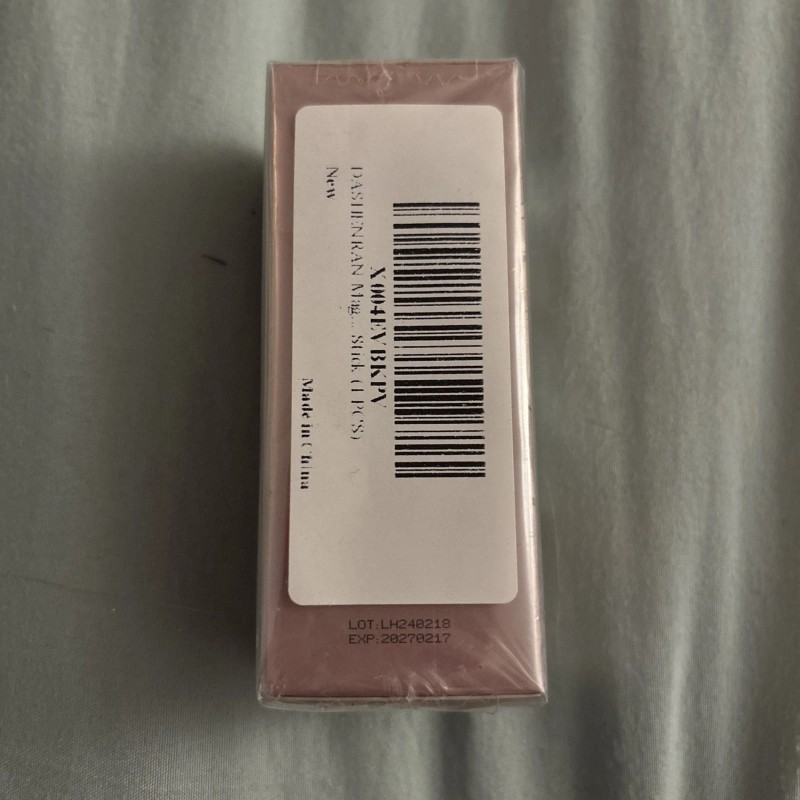 X004EVBKPV
DASHENRAN Mag... Stick (1 PCS)
New
Made in China
LOT:LH240218
EXP:20270217